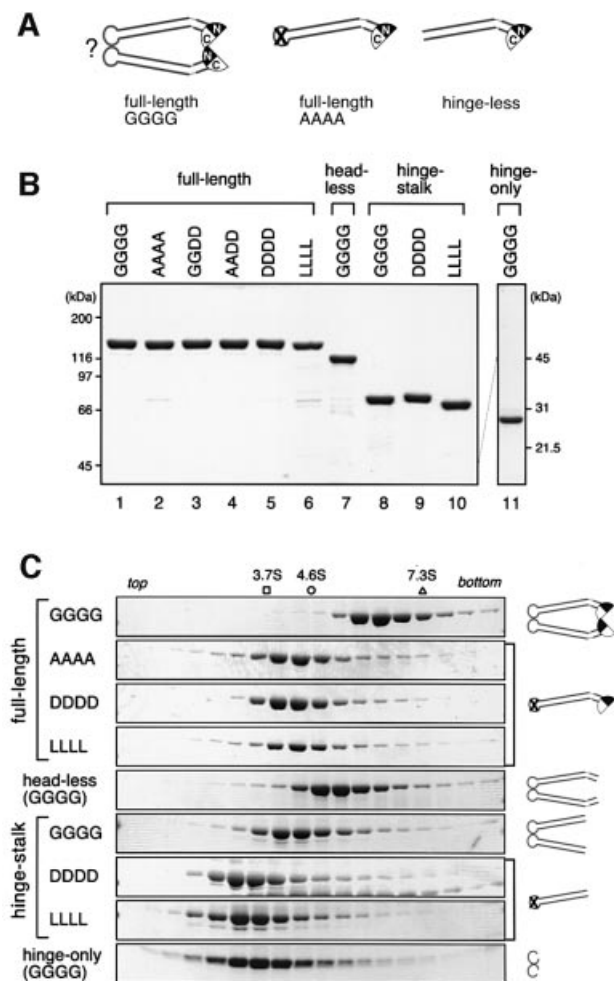 A
?
N
C
N
C
N
C
N
C
full-length
GGGG
full-length
AAAA
hinge-less
B
full-length
head-
less
hinge-
stalk
hinge-
only
GGGG
AAAA
GGDD
AADD
DDDD
LLLL
GGGG
GGGG
DDDD
LLLL
GGGG
(kDa)
200
116
97
66
45
(kDa)
45
31
21.5
1 2 3 4 5 6 7 8 9 10 11
C
top 3.7S 4.6S 7.3S bottom
full-length
GGGG
AAAA
DDDD
LLLL
head-less
(GGGG)
hinge-stalk
GGGG
DDDD
LLLL
hinge-only
(GGGG)